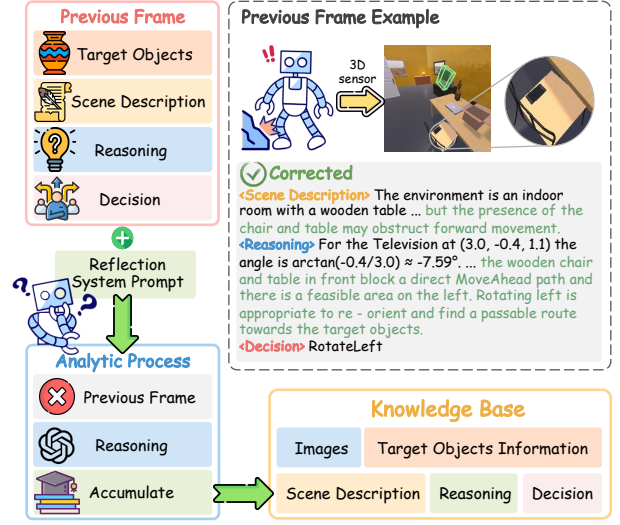 Previous Frame
Target Objects
Scene Description
Reasoning
Decision
Reflection
System Prompt
Analytic Process
Previous Frame
Reasoning
Accumulate
Previous Frame Example
3D
sensor
Corrected
<Scene Description> The environment is an indoor
room with a wooden table ... but the presence of the
chair and table may obstruct forward movement.
<Reasoning> For the Television at (3.0, -0.4, 1.1) the
angle is arctan(-0.4/3.0) ≈ -7.59°. ... the wooden chair
and table in front block a direct MoveAhead path and
there is a feasible area on the left. Rotating left is
appropriate to re - orient and find a passable route
towards the target objects.
<Decision> RotateLeft
Knowledge Base
Images
Target Objects Information
Scene Description
Reasoning
Decision